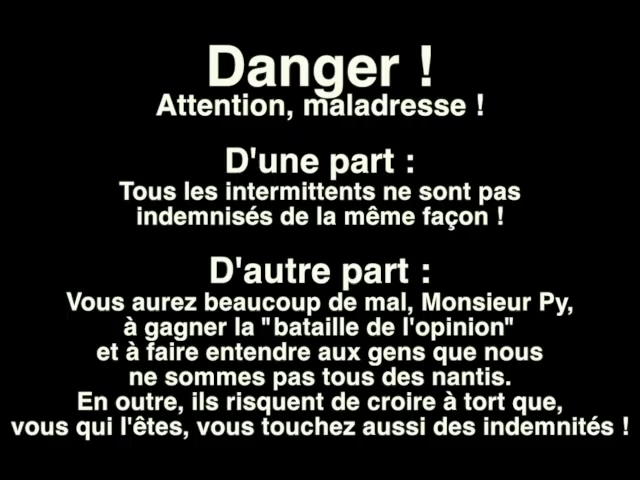 Danger !
Attention, maladresse !
D'une part :
Tous les intermittents ne sont pas
indemnisés de la même façon !
D'autre part :
Vous aurez beaucoup de mal, Monsieur Py,
à gagner la "bataille de l'opinion"
et à faire entendre aux gens que nous
ne sommes pas tous des nantis.
En outre, ils risquent de croire à tort que,
vous qui l'êtes, vous touchez aussi des indemnités !